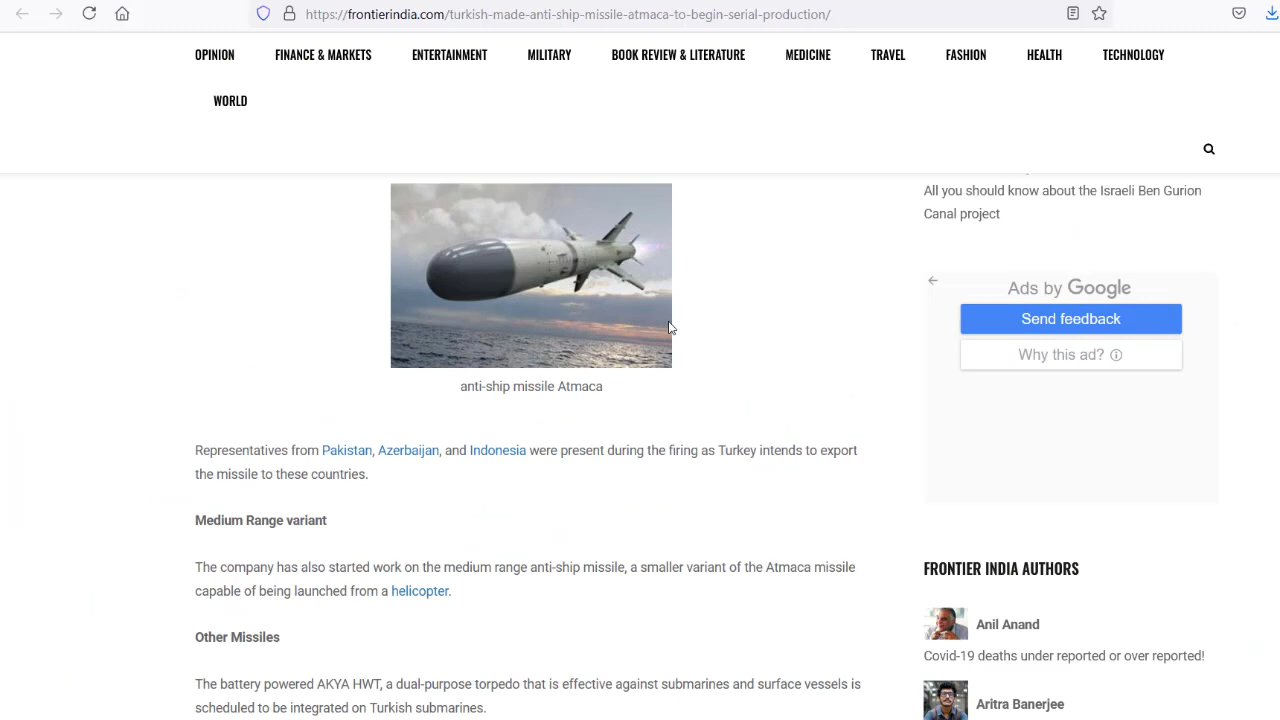 https://frontierindia.com/turkish-made-anti-ship-missile-atmaca-to-begin-serial-production/
OPINION FINANCE & MARKETS ENTERTAINMENT MILITARY BOOK REVIEW & LITERATURE MEDICINE TRAVEL FASHION HEALTH TECHNOLOGY
WORLD
anti-ship missile Atmaca
Representatives from Pakistan, Azerbaijan, and Indonesia were present during the firing as Turkey intends to export
the missile to these countries.
Medium Range variant
The company has also started work on the medium range anti-ship missile, a smaller variant of the Atmaca missile
capable of being launched from a helicopter.
Other Missiles
The battery powered AKYA HWT, a dual-purpose torpedo that is effective against submarines and surface vessels is
scheduled to be integrated on Turkish submarines.
All you should know about the Israeli Ben Gurion
Canal project
Ads by Google
Send feedback
Why this ad?
FRONTIER INDIA AUTHORS
Anil Anand
Covid-19 deaths under reported or over reported!
Aritra Banerjee